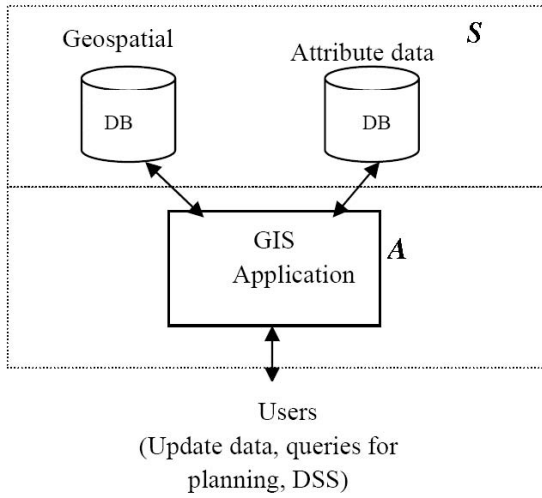 Geospatial
Attribute data
S
DB
DB
GIS
Application
A
Users
(Update data, queries for
planning, DSS)